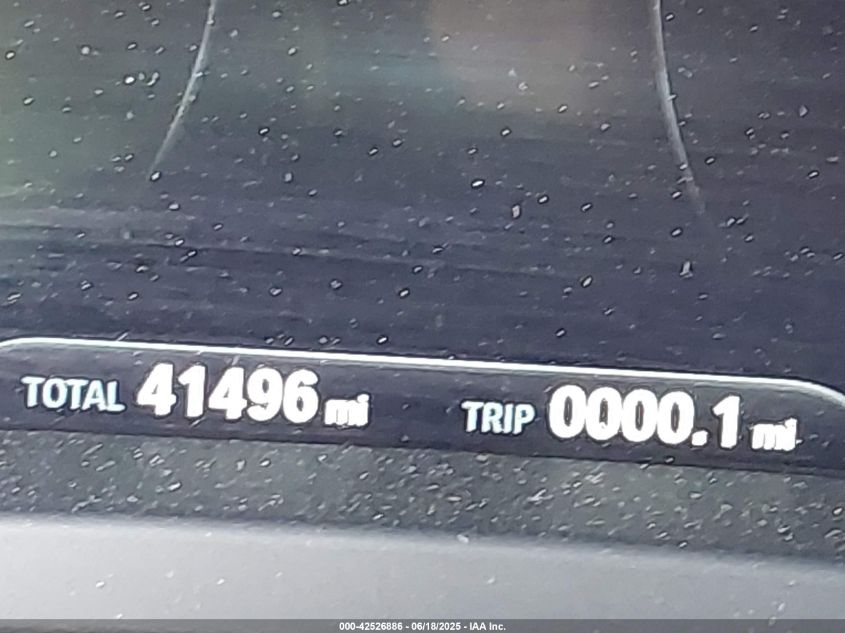 TOTAL 41496 mi TRIP 0000.1 mi
000-42526886 - 06/18/2025 - IAA Inc.